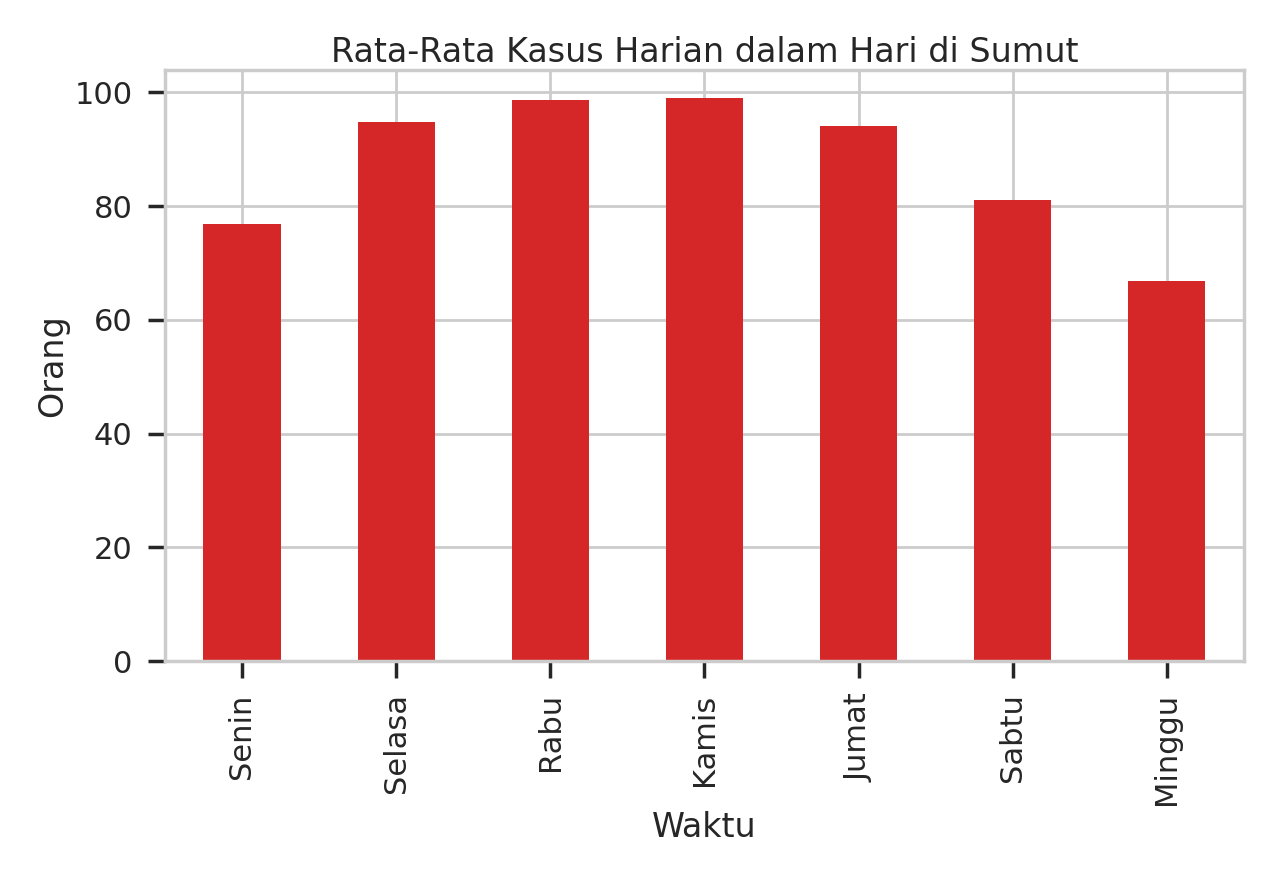 Rata-Rata Kasus Harian dalam Hari di Sumut
Orang
100
80
60
40
20
0
Senin
Selasa
Rabu
Kamis
Jumat
Sabtu
Minggu
Waktu